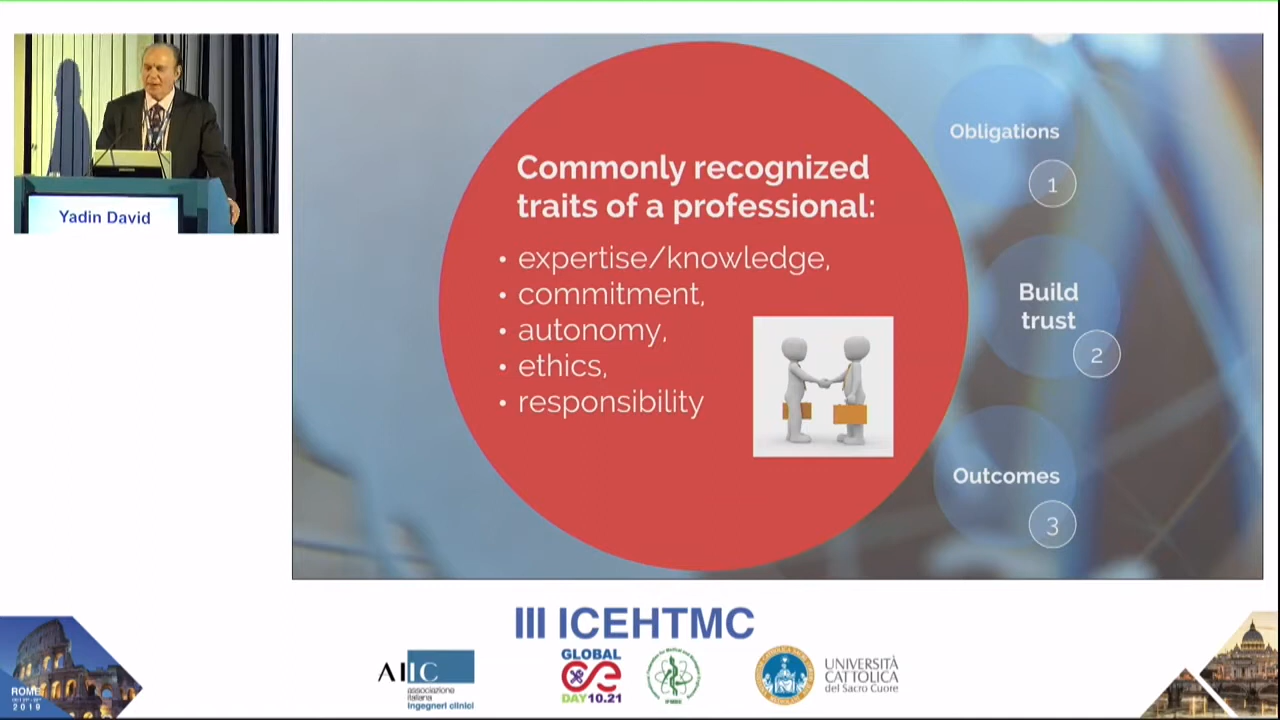 Yadin David
Commonly recognized
traits of a professional:
• expertise/knowledge,
• commitment,
• autonomy,
• ethics,
• responsibility
Obligations
1
Build
trust
2
Outcomes
3
III ICEHTMC
ROME
2019
AIIC
associazione
italiana
ingegneri clinici
GLOBAL
CE
DAY 10.21
IFMBE
UNIVERSITÀ
CATTOLICA
del Sacro Cuore